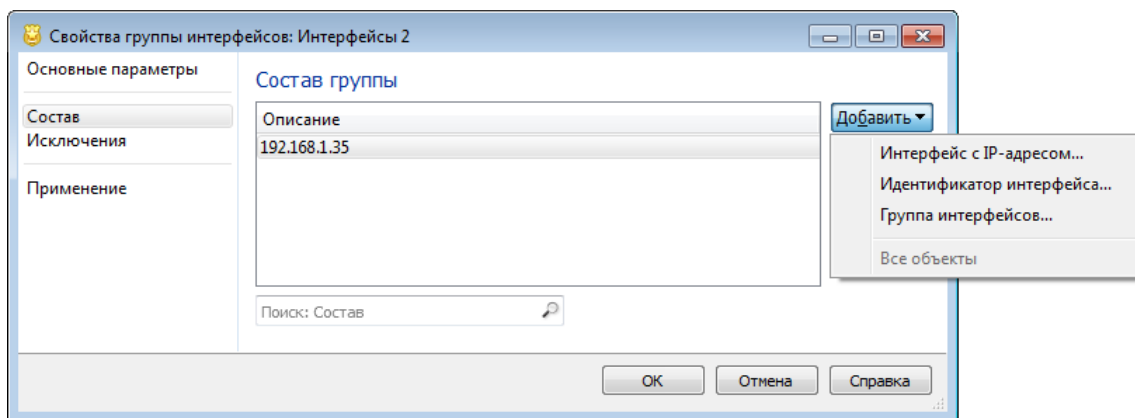 Свойства группы интерфейсов: Интерфейсы 2
Основные параметры
Состав
Исключения
Применение
Состав группы
Описание
192.168.1.35
Добавить
Интерфейс с IP-адресом...
Идентификатор интерфейса...
Группа интерфейсов...
Все объекты
Поиск: Состав
ОК
Отмена
Справка